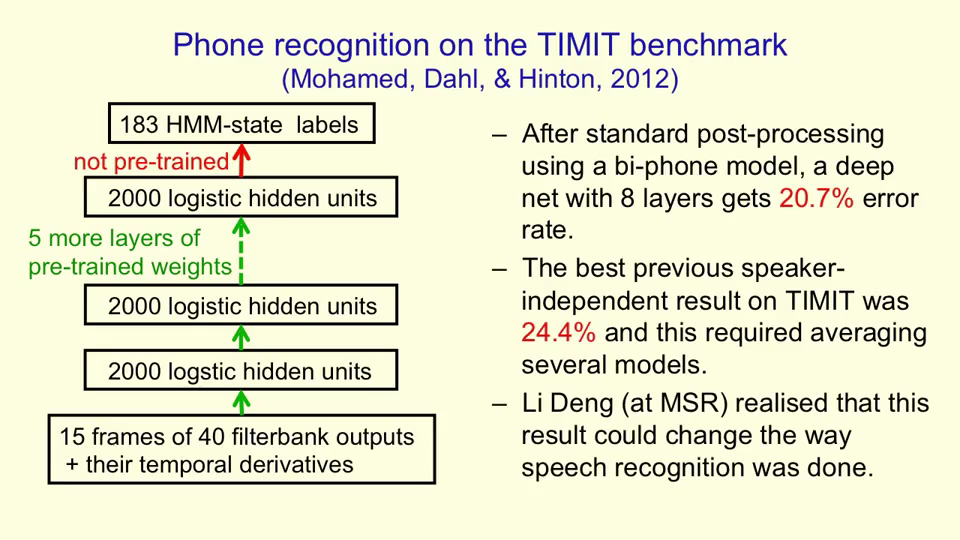 Phone recognition on the TIMIT benchmark
(Mohamed, Dahl, & Hinton, 2012)
183 HMM-state labels
not pre-trained
2000 logistic hidden units
5 more layers of
pre-trained weights
2000 logistic hidden units
2000 logstic hidden units
15 frames of 40 filterbank outputs
+ their temporal derivatives
– After standard post-processing
using a bi-phone model, a deep
net with 8 layers gets 20.7% error
rate.
– The best previous speaker-
independent result on TIMIT was
24.4% and this required averaging
several models.
– Li Deng (at MSR) realised that this
result could change the way
speech recognition was done.